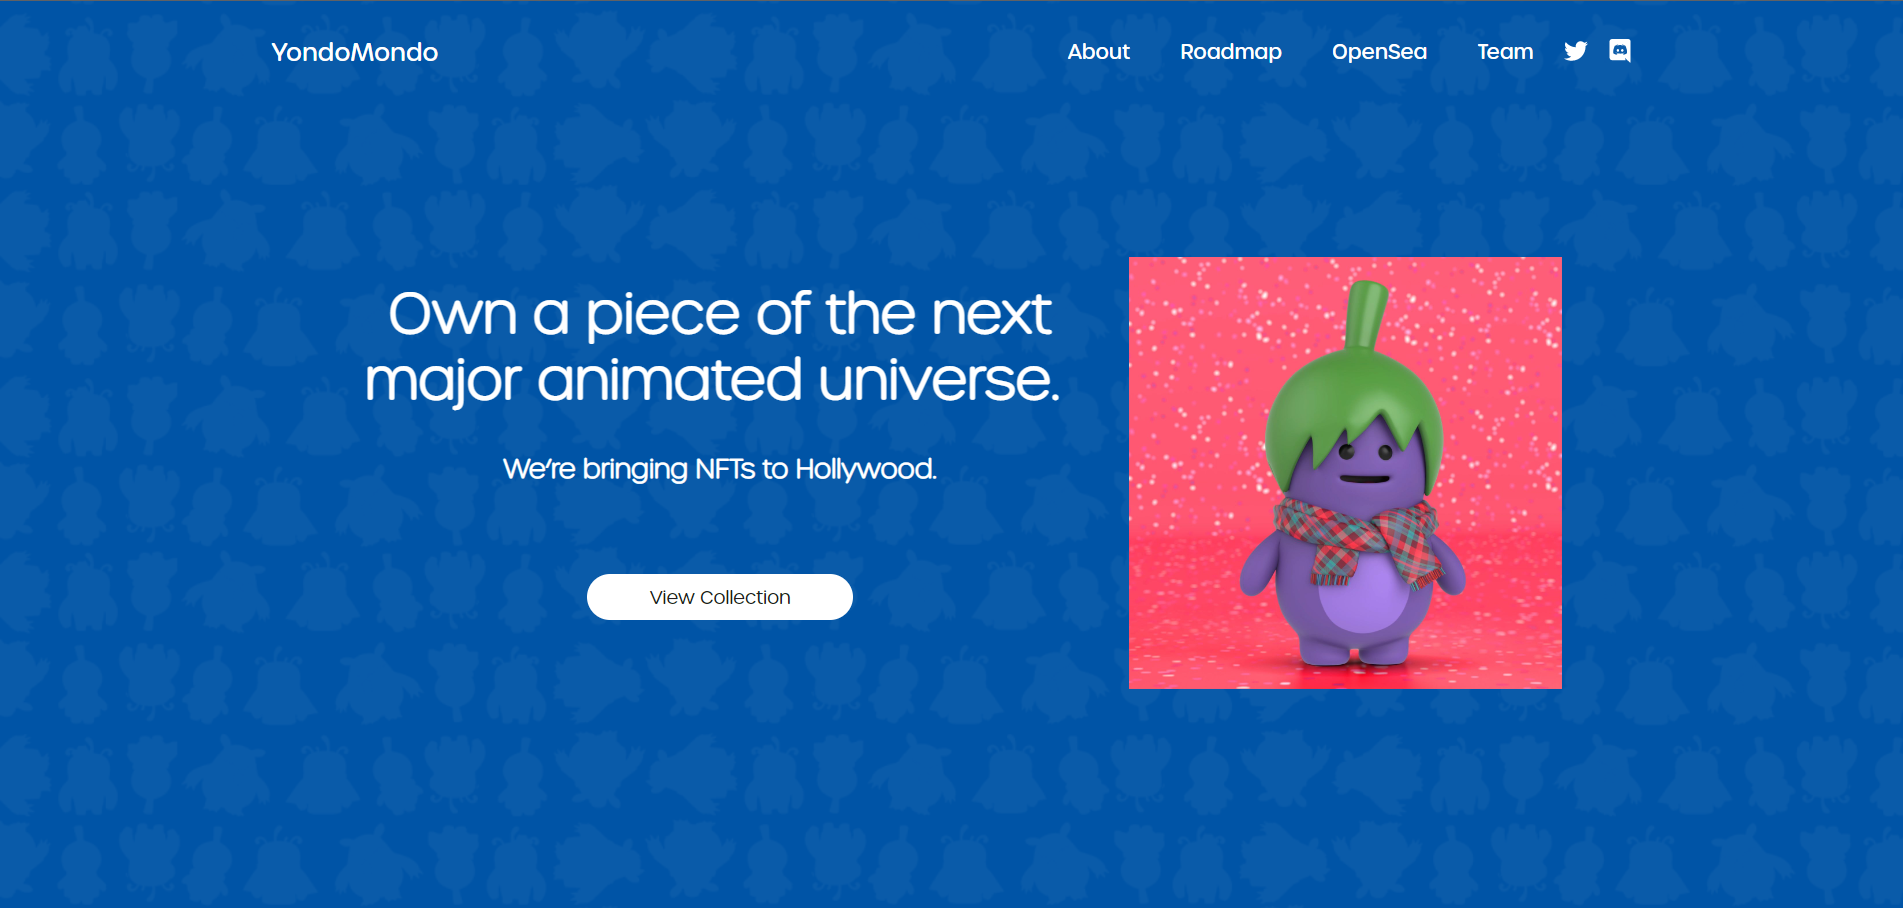 YondoMondo
About Roadmap OpenSea Team
Own a piece of the next
major animated universe.
We’re bringing NFTs to Hollywood.
View Collection